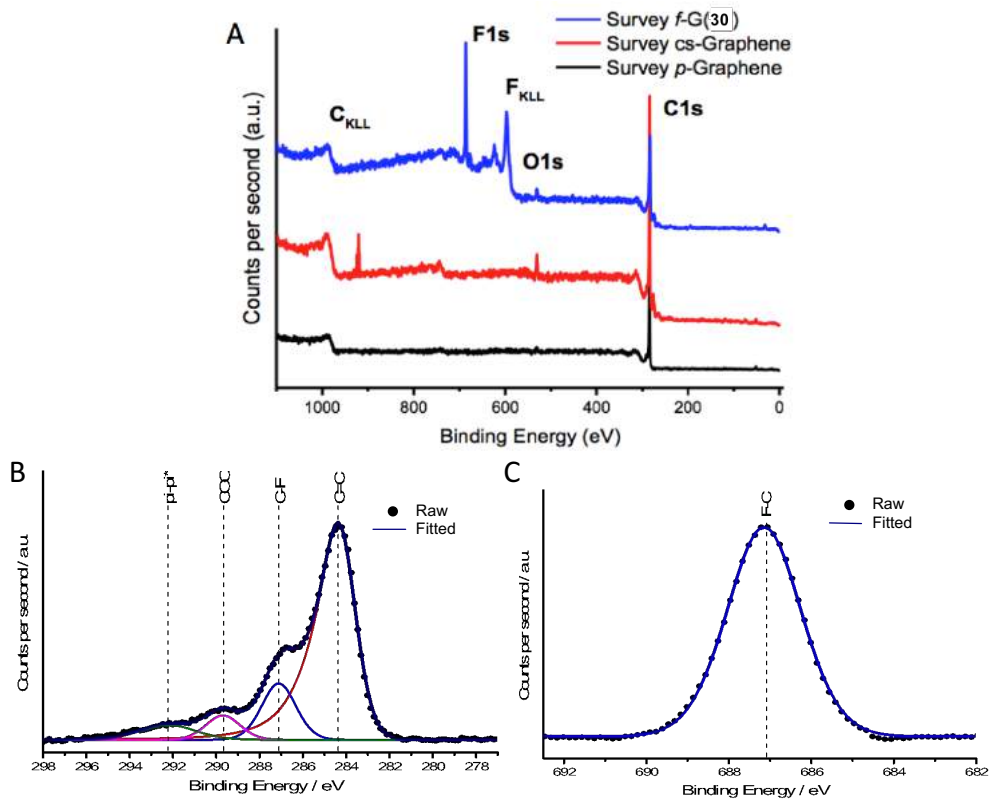 A
Survey f-G(30)
Survey cs-Graphene
Survey p-Graphene
F1s
FKLL
CKLL
O1s
C1s
Counts per second (a.u.)
1000 800 600 400 200 0
Binding Energy (eV)
B
pi-pi*
C-F
Raw
Fitted
Counts per second / a.u.
298 296 294 292 290 288 286 284 282 280 278
Binding Energy / eV
C
F-C
Raw
Fitted
Counts per second / a.u.
692 690 688 686 684 682
Binding Energy / eV